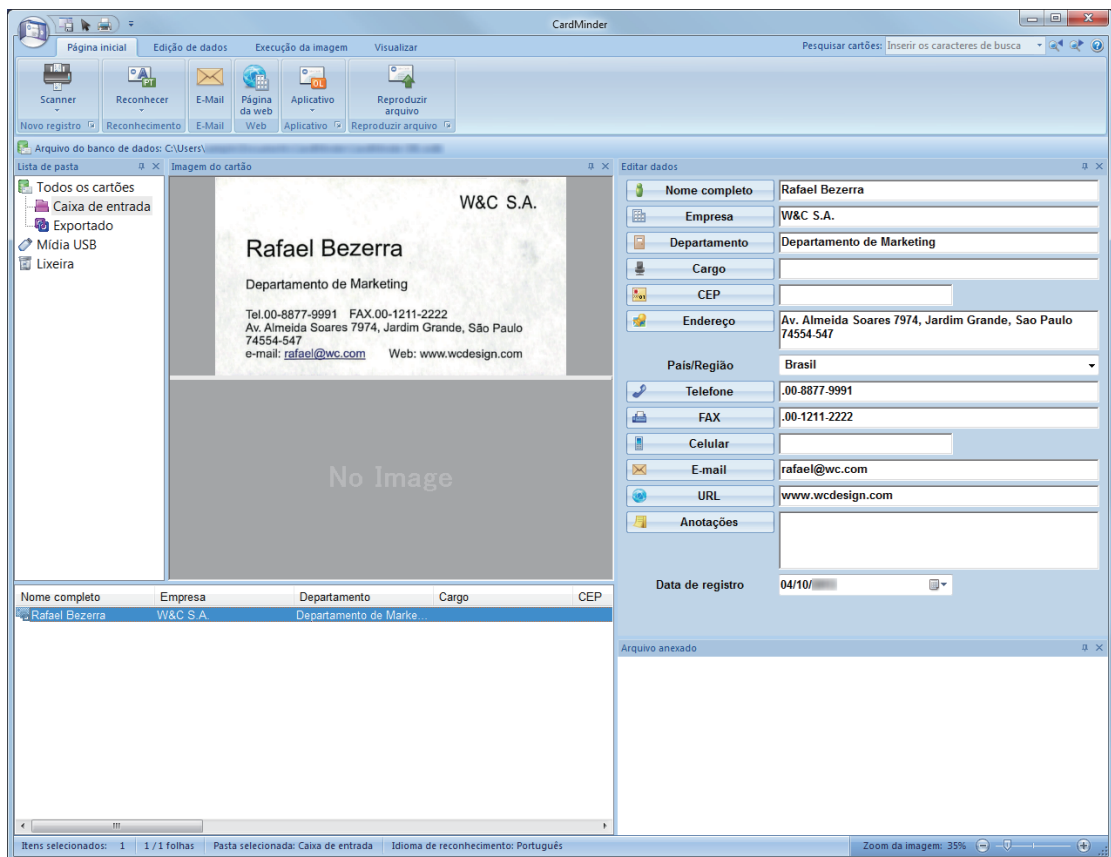 CardMinder
Página inicial Edição de dados Execução da imagem Visualizar Pesquisar cartões: Inserir os caracteres de busca
Scanner Reconhecer E-Mail Página da web Aplicativo Reproduzir arquivo
Novo registro Reconhecimento E-Mail Web Aplicativo Reproduzir arquivo
Arquivo do banco de dados: C:\Users\
Lista de pasta
Todos os cartões
Caixa de entrada
Exportado
Mídia USB
Lixeira
Imagem do cartão
W&C S.A.
Rafael Bezerra
Departamento de Marketing
Tel.00-8877-9991 FAX.00-1211-2222
Av. Almeida Soares 7974, Jardim Grande, São Paulo
74554-547
e-mail: rafael@wc.com Web: www.wcdesign.com
No Image
Editar dados
Nome completo Rafael Bezerra
Empresa W&C S.A.
Departamento Departamento de Marketing
Cargo
CEP
Endereço Av. Almeida Soares 7974, Jardim Grande, Sao Paulo
74554-547
País/Região Brasil
Telefone .00-8877-9991
FAX .00-1211-2222
Celular
E-mail rafael@wc.com
URL www.wcdesign.com
Anotações
Data de registro 04/10/
Nome completo Empresa Departamento Cargo CEP
Rafael Bezerra W&C S.A. Departamento de Marke...
Arquivo anexado
Itens selecionados: 1 1 / 1 folhas Pasta selecionada: Caixa de entrada Idioma de reconhecimento: Português Zoom da imagem: 35%